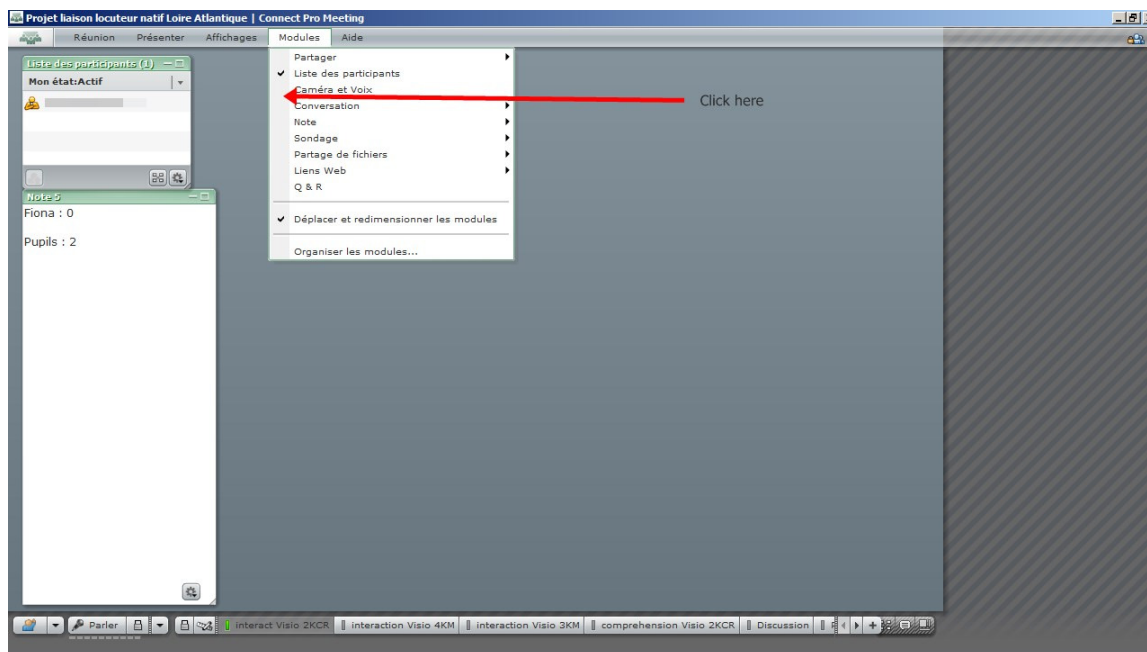 Projet liaison locuteur natif Loire Atlantique | Connect Pro Meeting
Réunion Présenter Affichages Modules Aide
Liste des participants (1)
Mon état:Actif
Partager
Liste des participants
Caméra et Voix
Conversation
Note
Sondage
Partage de fichiers
Liens Web
Q & R
Déplacer et redimensionner les modules
Organiser les modules...
Click here
Note 5
Fiona : 0
Pupils : 2
Parler interact Visio 2KCR interaction Visio 4KM interaction Visio 3KM comprehension Visio 2KCR Discussion